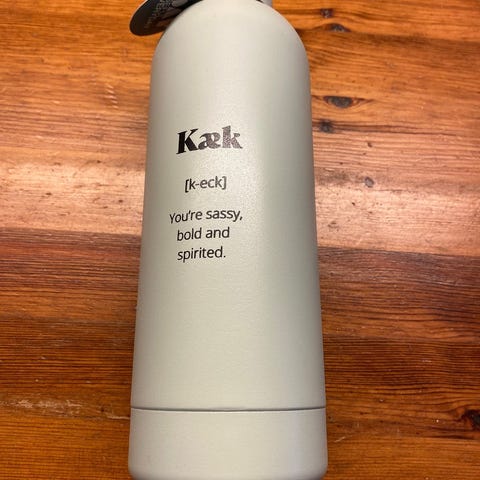 Kæk
[k-eck]
You're sassy,
bold and
spirited.